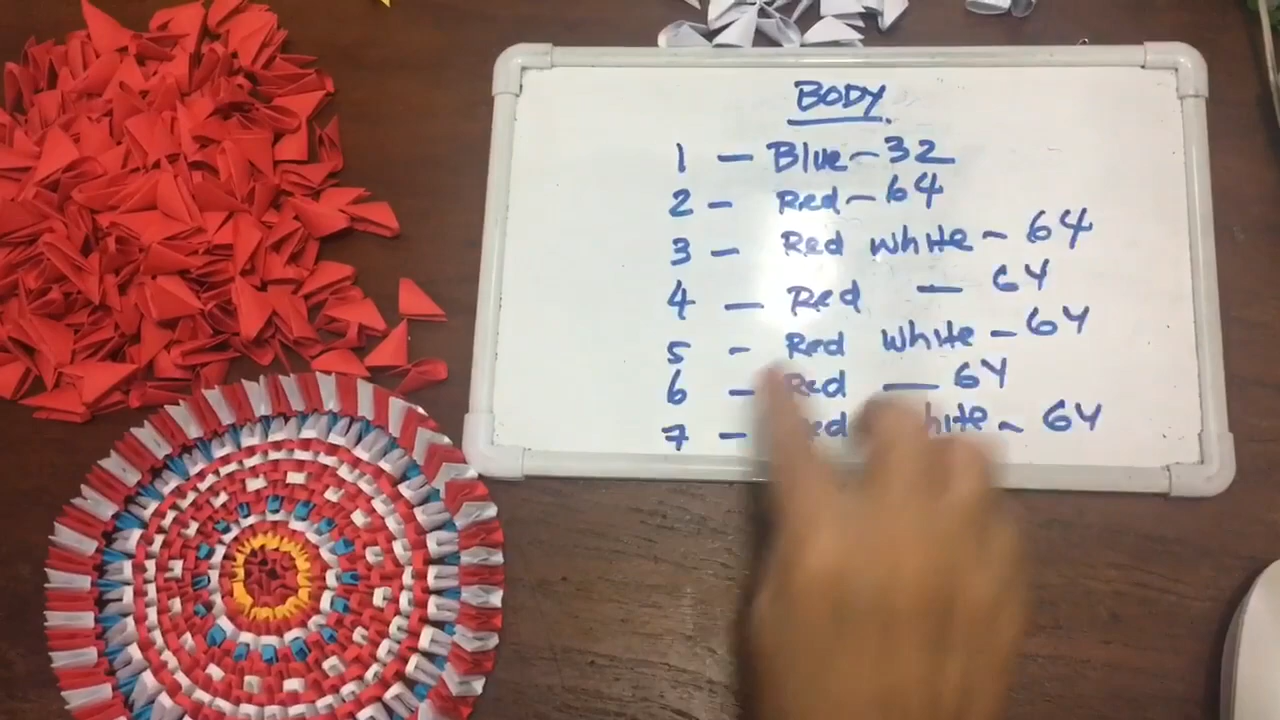 BODY
1 - Blue - 32
2 - Red - 64
3 - Red white - 64
4 - Red - 64
5 - Red white - 64
6 - Red - 64
7 - - 64